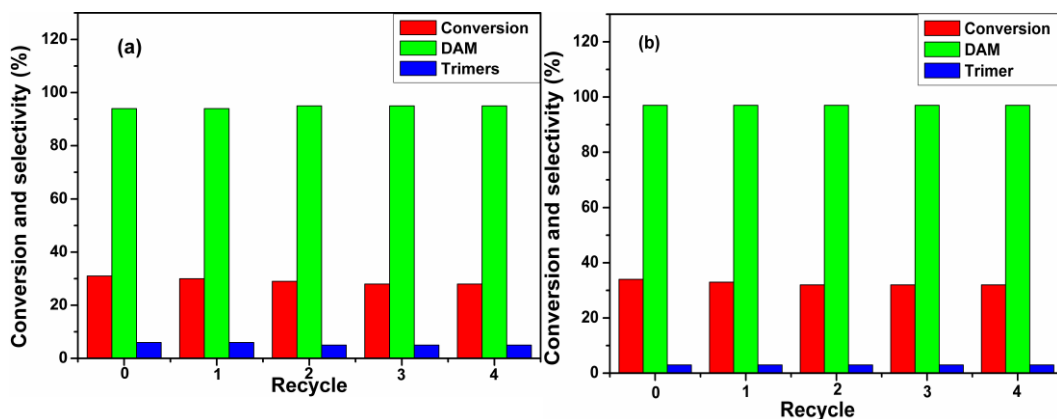 (a)
Conversion
DAM
Trimers
Conversion and selectivity (%)
120
100
80
60
40
20
0
0 1 2 3 4
Recycle
(b)
Conversion
DAM
Trimer
Conversion and selectivity (%)
120
100
80
60
40
20
0
0 1 2 3 4
Recycle